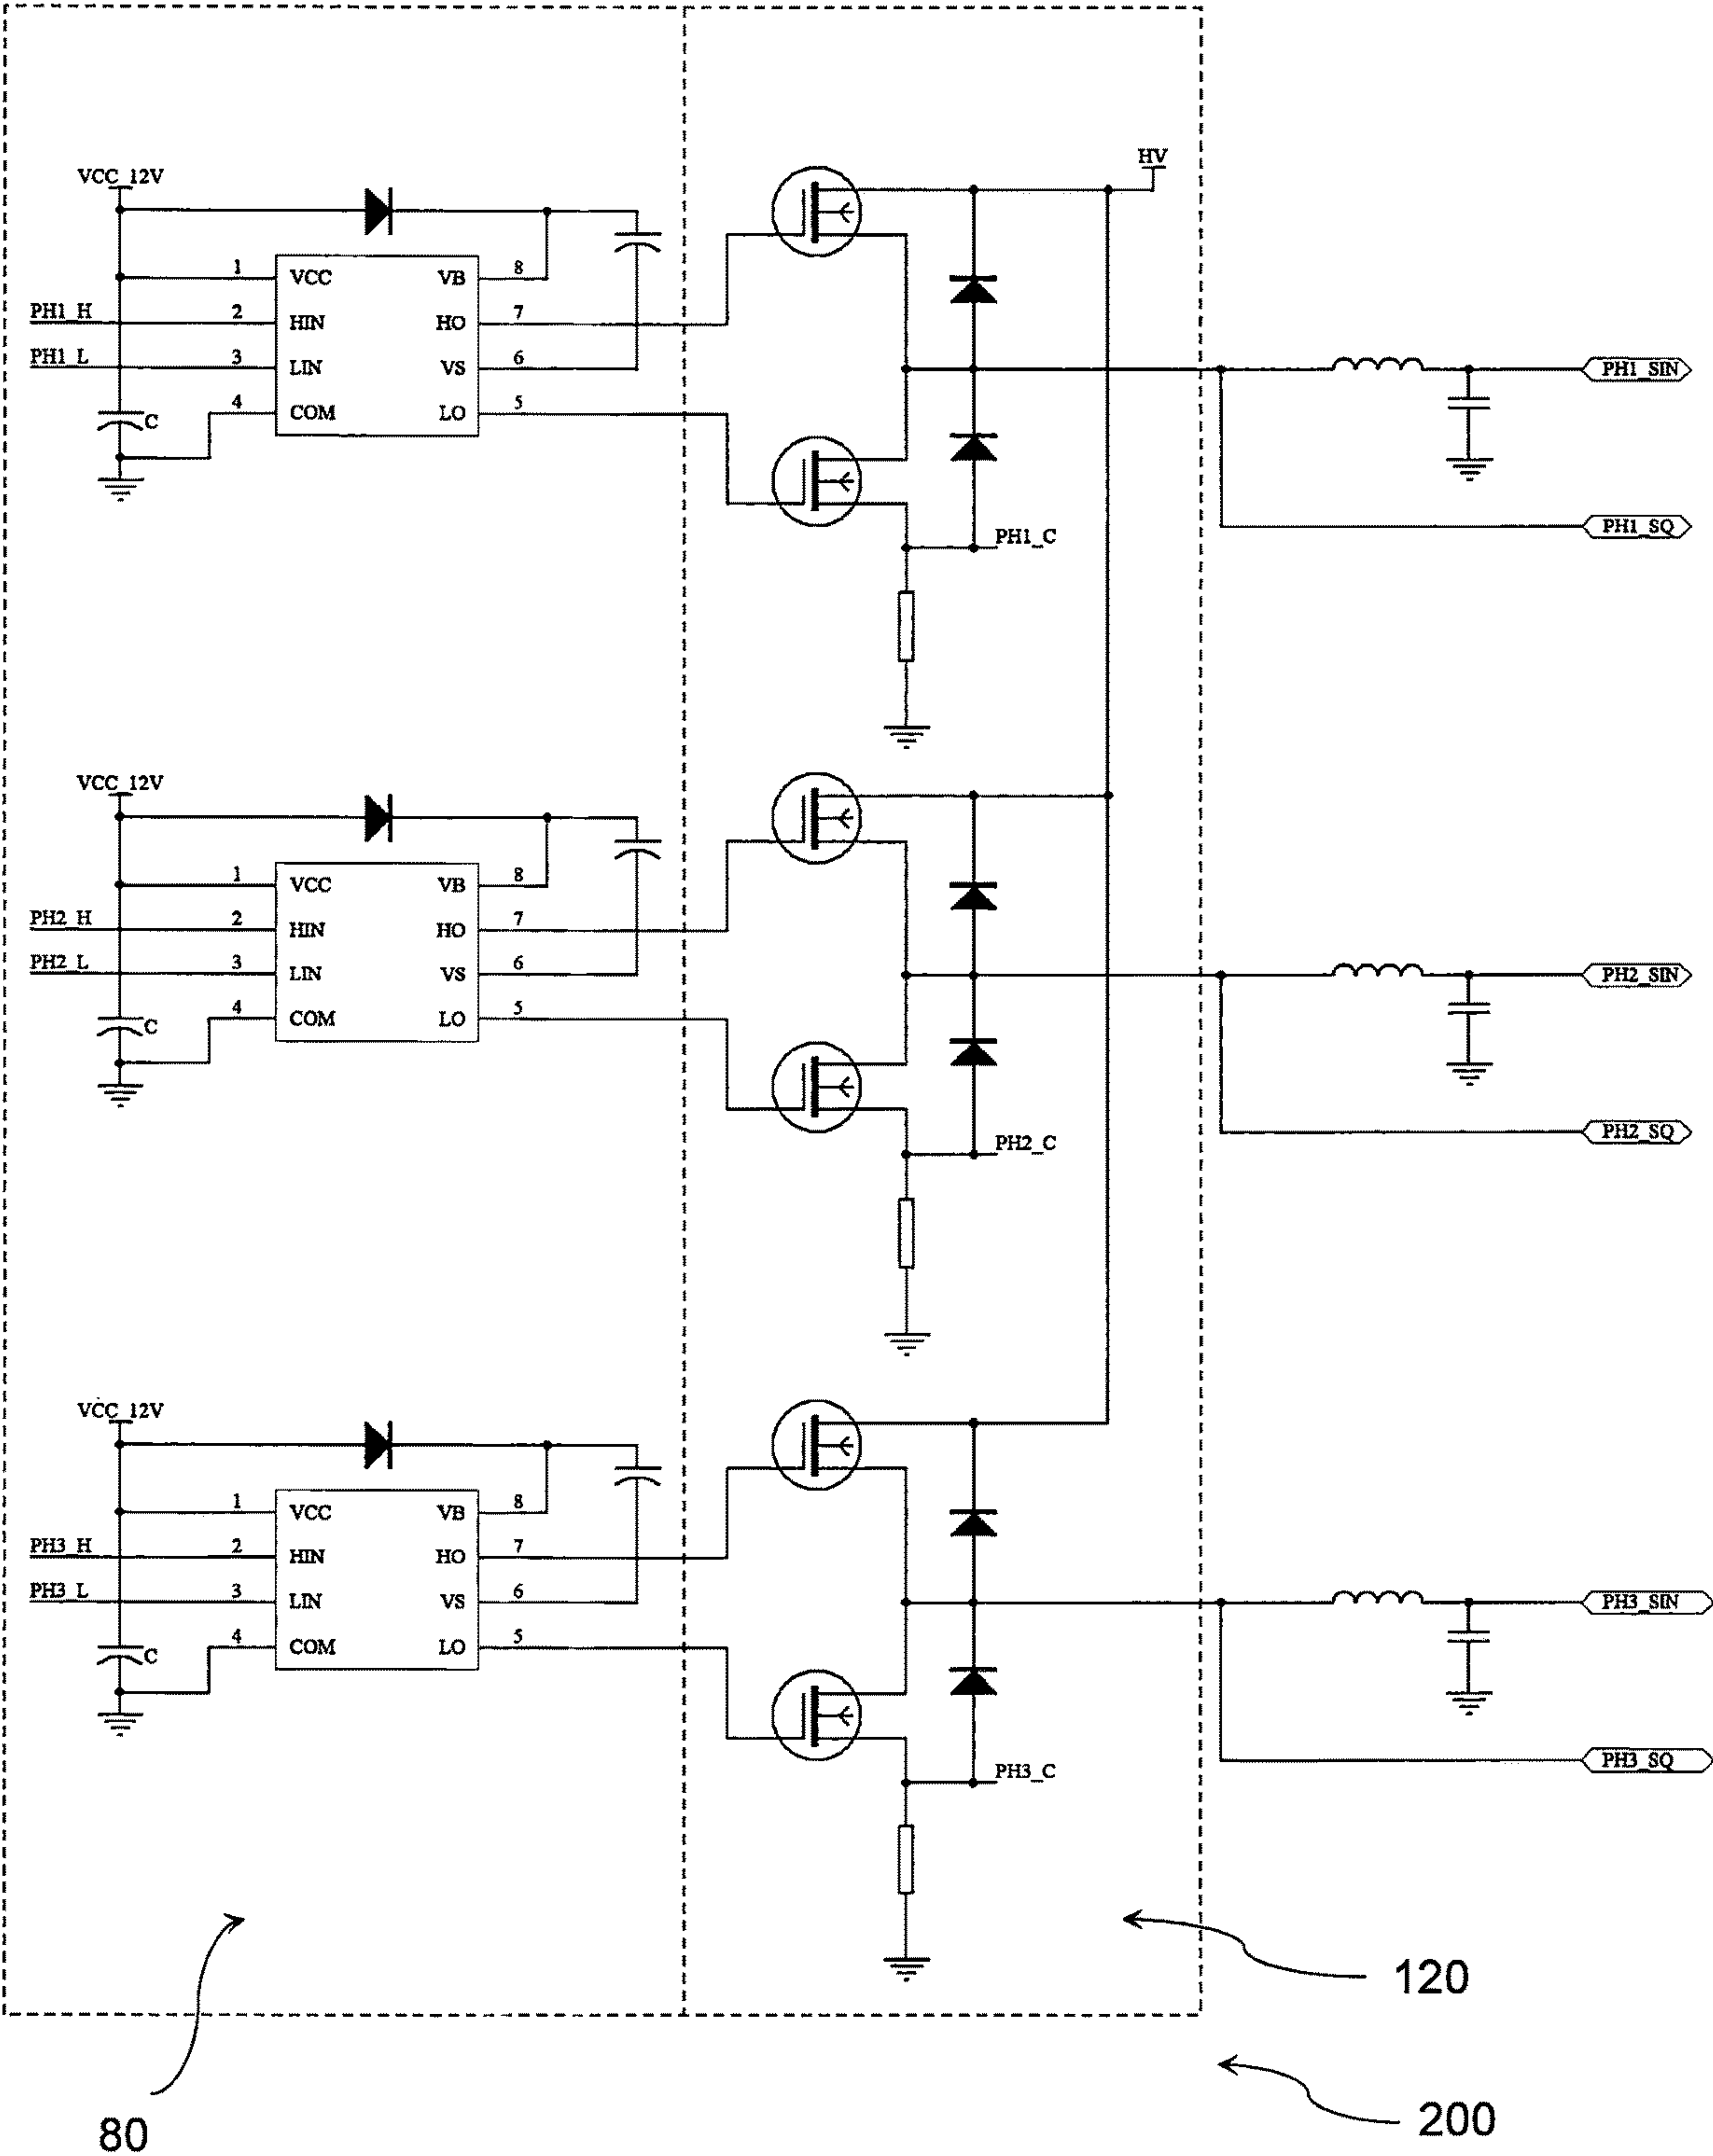 HV
VCC_12V
1 VCC VB 8
PH1_H 2 HIN HO 7
PH1_L 3 LIN VS 6
4 COM LO 5
C
PH1_SIN
PH1_SQ
PH1_C
VCC_12V
1 VCC VB 8
PH2_H 2 HIN HO 7
PH2_L 3 LIN VS 6
4 COM LO 5
C
PH2_SIN
PH2_SQ
PH2_C
VCC_12V
1 VCC VB 8
PH3_H 2 HIN HO 7
PH3_L 3 LIN VS 6
4 COM LO 5
C
PH3_SIN
PH3_SQ
PH3_C
120
200
80